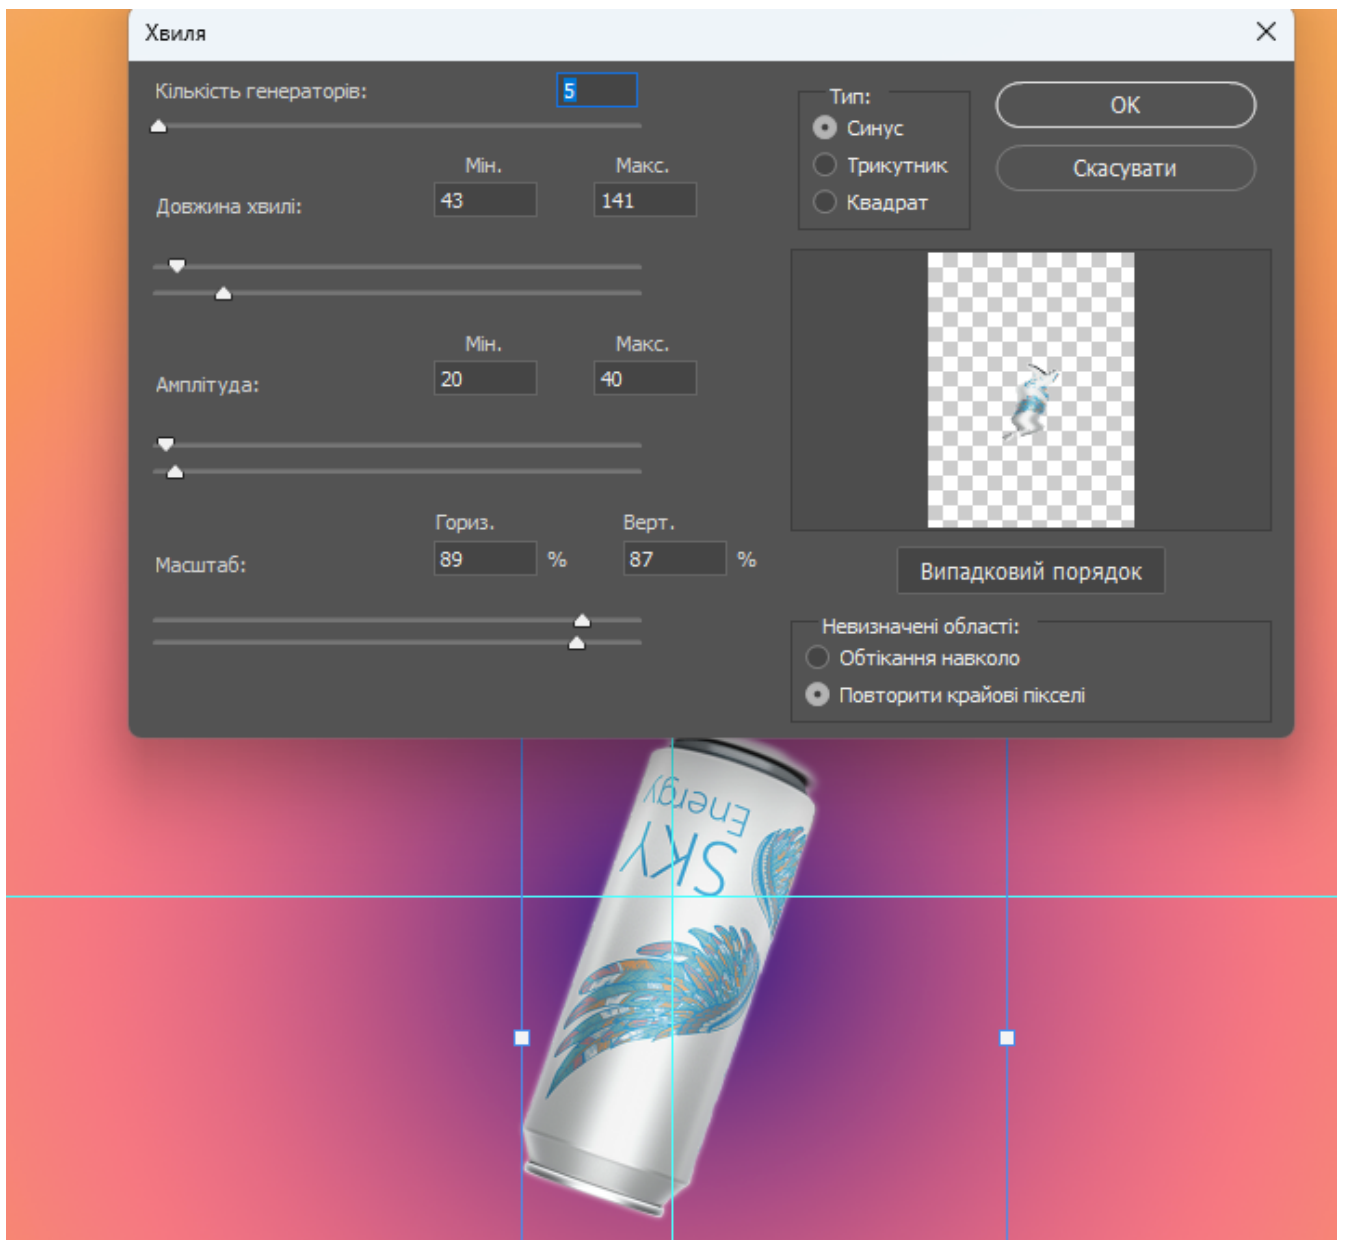 Хвиля
Кількість генераторів: 5
Мін. Макс.
Довжина хвилі: 43 141
Мін. Макс.
Амплітуда: 20 40
Гориз. Верт.
Масштаб: 89 % 87 %
Тип:
Синус
Трикутник
Квадрат
ОК
Скасувати
Випадковий порядок
Невизначені області:
Обтікання навколо
Повторити крайові пікселі
SKY
Energy